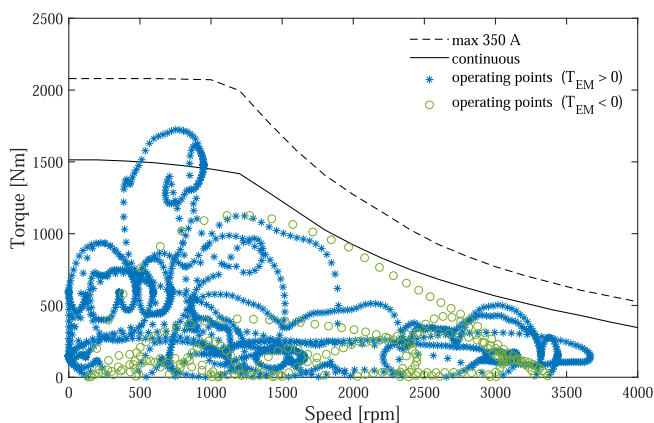 2500
2000
1500
1000
500
0
Torque [Nm]
max 350 A
continuous
operating points (T_EM > 0)
operating points (T_EM < 0)
0 500 1000 1500 2000 2500 3000 3500 4000
Speed [rpm]